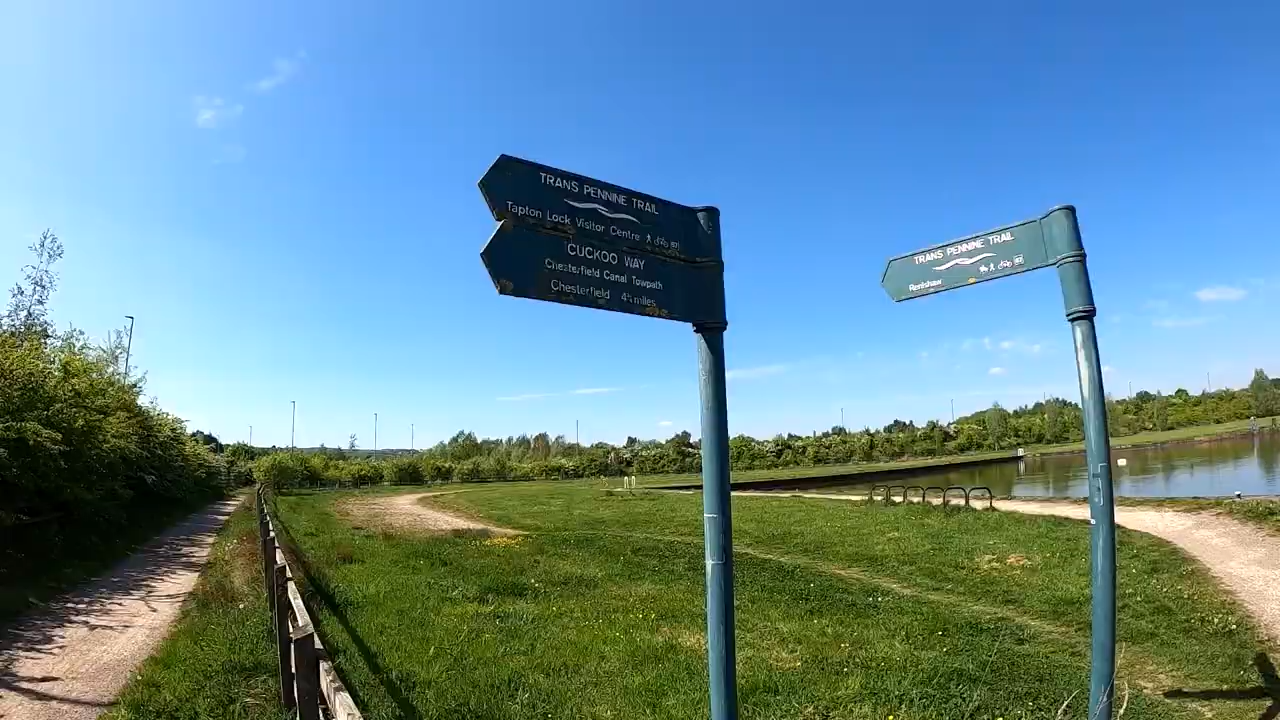 TRANS PENNINE TRAIL
Tapton Lock Visitor Centre
CUCKOO WAY
Chesterfield Canal Towpath
Chesterfield 4½ miles
TRANS PENNINE TRAIL
Renishaw